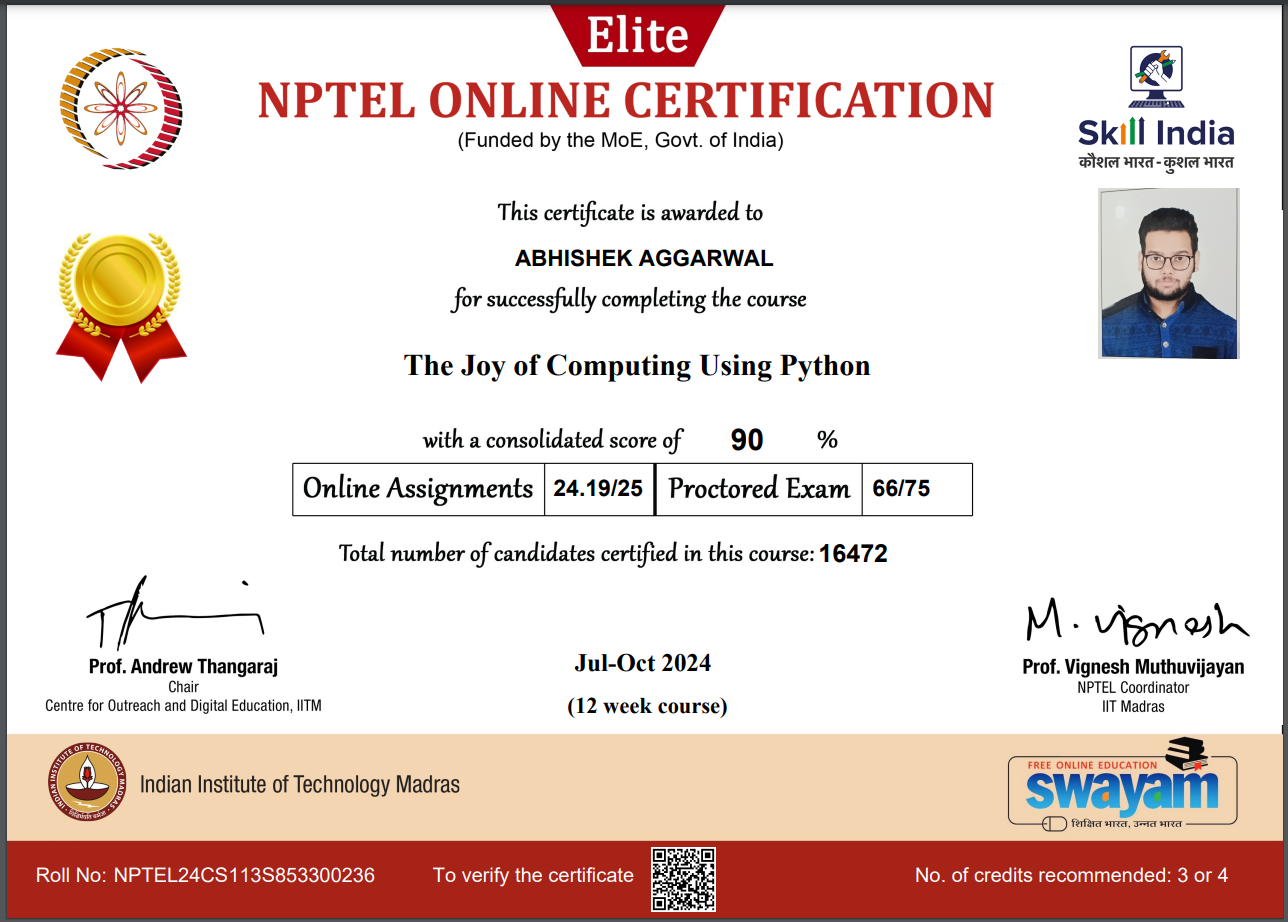 Elite
NPTEL ONLINE CERTIFICATION
(Funded by the MoE, Govt. of India)
Skill India
कौशल भारत - कुशल भारत
This certificate is awarded to
ABHISHEK AGGARWAL
for successfully completing the course
The Joy of Computing Using Python
with a consolidated score of 90 %
Online Assignments 24.19/25 Proctored Exam 66/75
Total number of candidates certified in this course: 16472
M. Vignesh
Prof. Andrew Thangaraj
Chair
Centre for Outreach and Digital Education, IITM
Jul-Oct 2024
(12 week course)
Prof. Vignesh Muthuvijayan
NPTEL Coordinator
IIT Madras
INDIAN INSTITUTE OF TECHNOLOGY MADRAS
Indian Institute of Technology Madras
FREE ONLINE EDUCATION
swayam
शिक्षित भारत, उन्नत भारत
Roll No: NPTEL24CS113S853300236
To verify the certificate
No. of credits recommended: 3 or 4